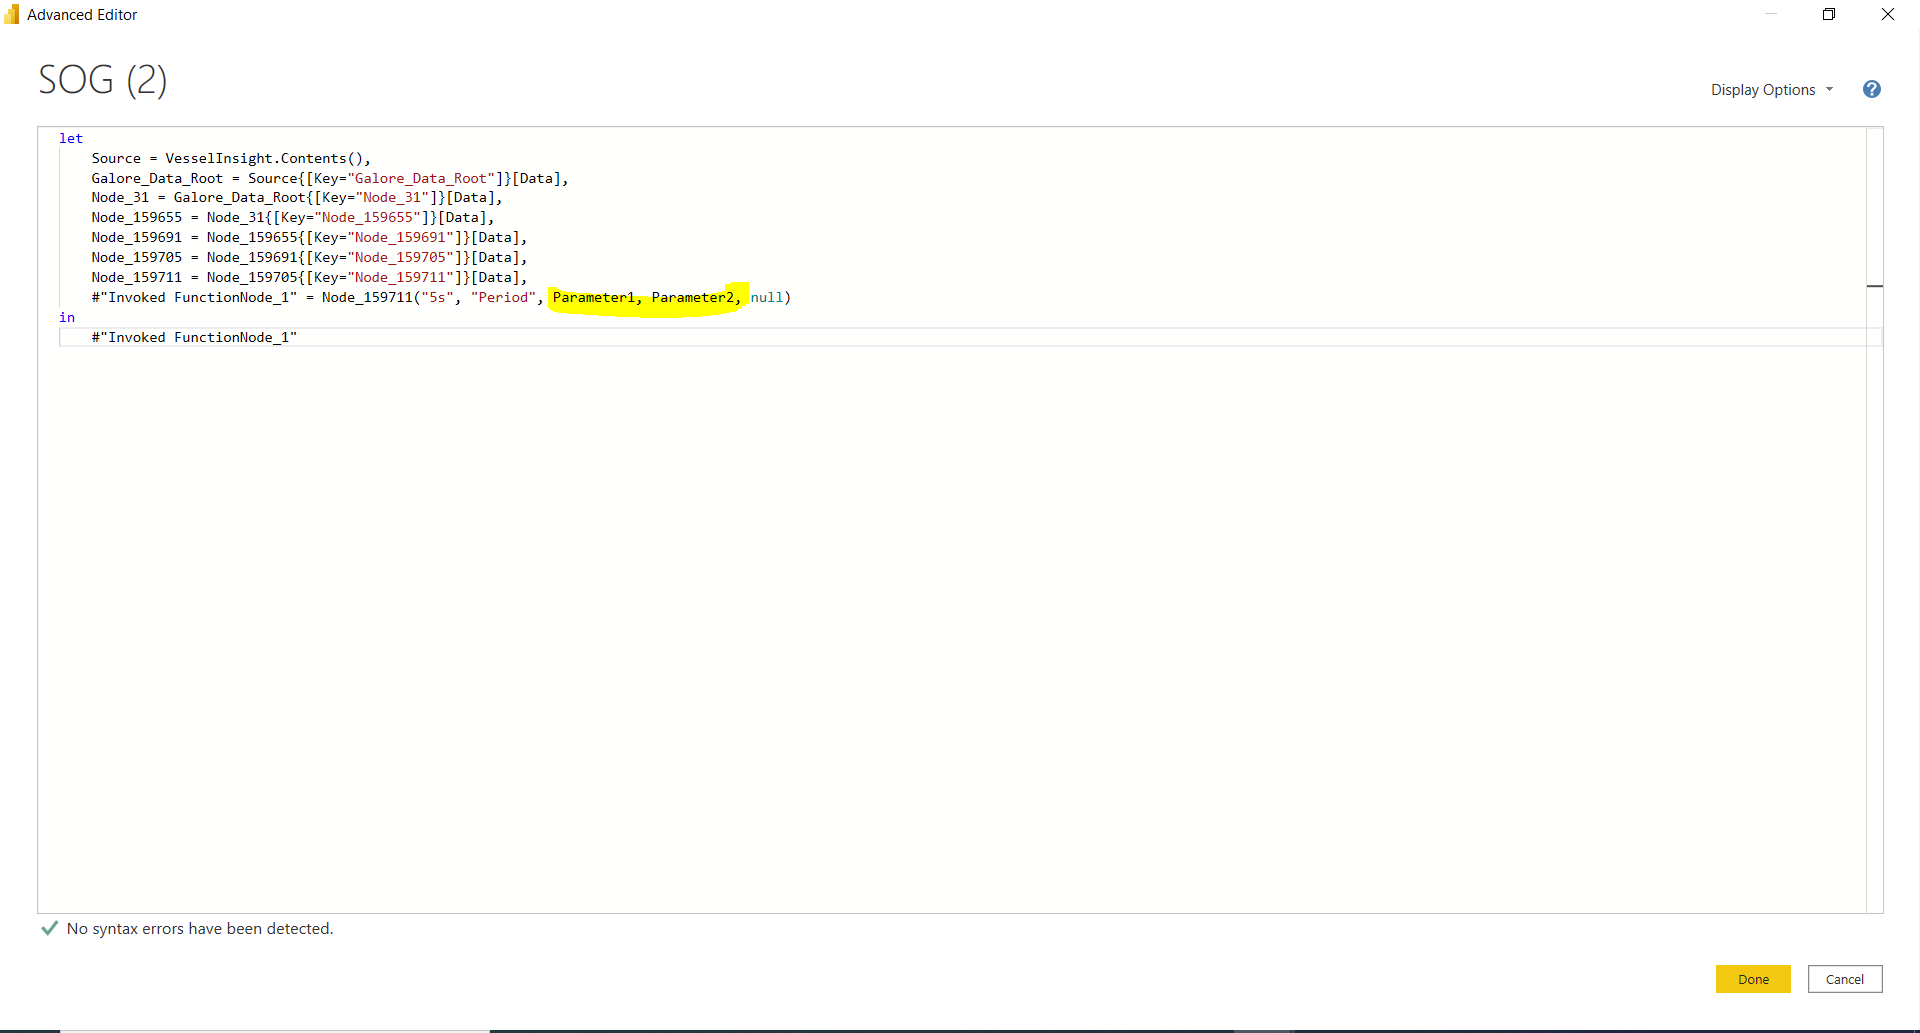 Advanced Editor
SOG (2)
Display Options
?
let
Source = VesselInsight.Contents(),
Galore_Data_Root = Source{[Key="Galore_Data_Root"]}[Data],
Node_31 = Galore_Data_Root{[Key="Node_31"]}[Data],
Node_159655 = Node_31{[Key="Node_159655"]}[Data],
Node_159691 = Node_159655{[Key="Node_159691"]}[Data],
Node_159705 = Node_159691{[Key="Node_159705"]}[Data],
Node_159711 = Node_159705{[Key="Node_159711"]}[Data],
#"Invoked FunctionNode_1" = Node_159711("5s", "Period", Parameter1, Parameter2, null)
in
#"Invoked FunctionNode_1"
No syntax errors have been detected.
Done
Cancel